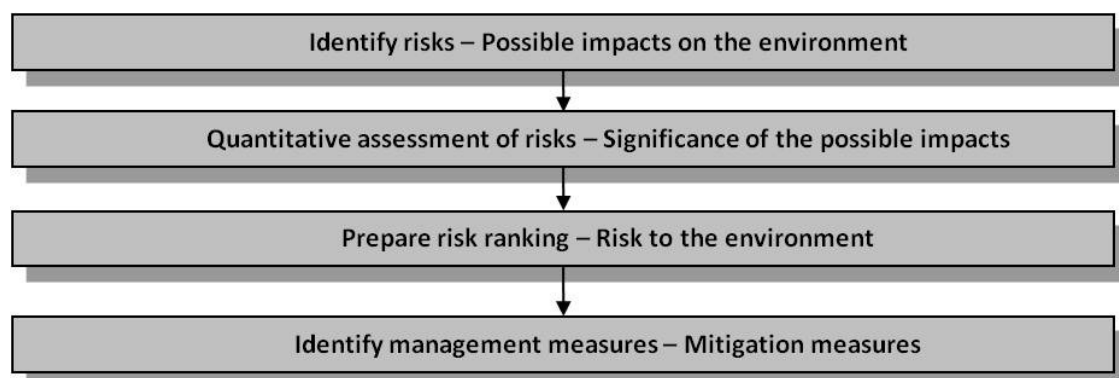 Identify risks – Possible impacts on the environment
Quantitative assessment of risks – Significance of the possible impacts
Prepare risk ranking – Risk to the environment
Identify management measures – Mitigation measures